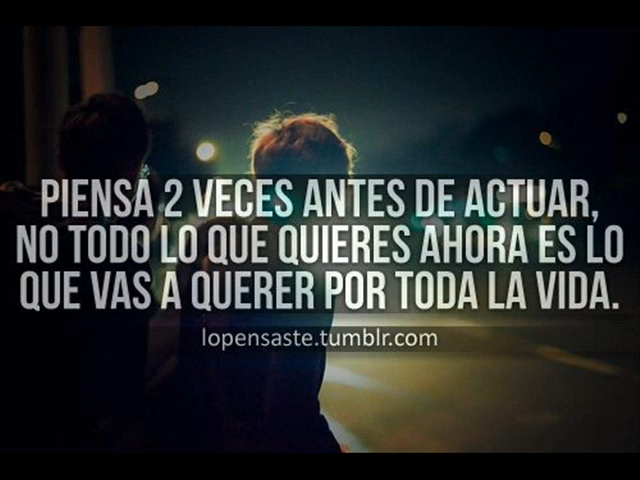 PIENSA 2 VECES ANTES DE ACTUAR,
NO TODO LO QUE QUIERES AHORA ES LO
QUE VAS A QUERER POR TODA LA VIDA.
lopensaste.tumblr.com